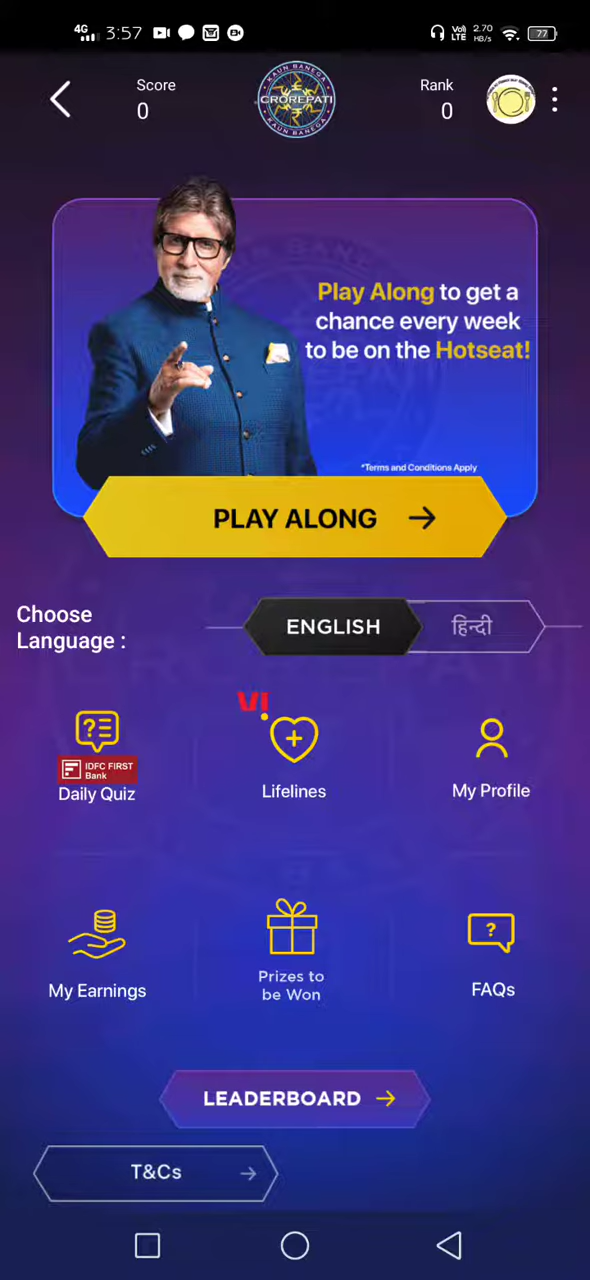 4G 3:57 Vo) LTE 2.70 KB/s 77
Score
0
KAUN BANEGA
CROREPATI
KAUN BANEGA
Rank
0
Play Along to get a
chance every week
to be on the Hotseat!
*Terms and Conditions Apply
PLAY ALONG
Choose
Language :
ENGLISH
हिन्दी
VI
IDFC FIRST
Bank
Daily Quiz
Lifelines
My Profile
My Earnings
Prizes to
be Won
FAQs
LEADERBOARD
T&Cs